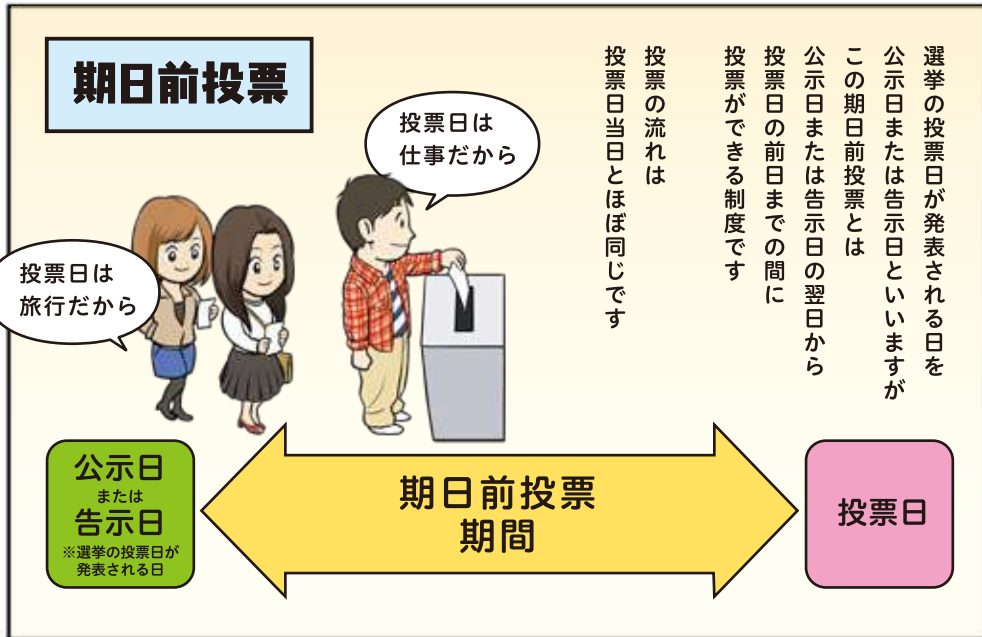 期日前投票
選挙の投票日が発表される日を
公示日または告示日といいますが
この期日前投票とは
公示日または告示日の翌日から
投票日の前日までの間に
投票ができる制度です
投票の流れは
投票日当日とほぼ同じです
投票日は
仕事だから
投票日は
旅行だから
公示日
または
告示日
※選挙の投票日が
発表される日
期日前投票
期間
投票日